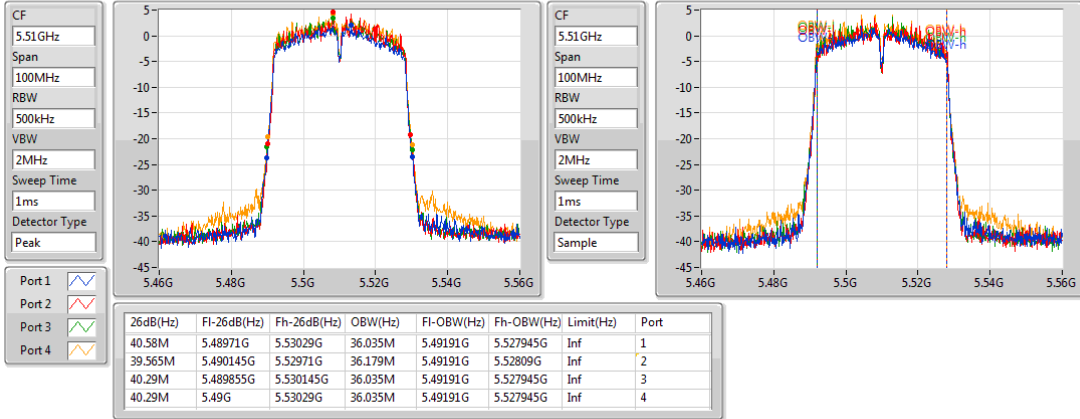 CF
5.51GHz
Span
100MHz
RBW
500kHz
VBW
2MHz
Sweep Time
1ms
Detector Type
Peak
5
0
-5
-10
-15
-20
-25
-30
-35
-40
-45
5.46G 5.48G 5.5G 5.52G 5.54G 5.56G
CF
5.51GHz
Span
100MHz
RBW
500kHz
VBW
2MHz
Sweep Time
1ms
Detector Type
Sample
5
0
-5
-10
-15
-20
-25
-30
-35
-40
-45
OBW-h
OBW-h
5.46G 5.48G 5.5G 5.52G 5.54G 5.56G
Port 1
Port 2
Port 3
Port 4
26dB(Hz) Fl-26dB(Hz) Fh-26dB(Hz) OBW(Hz) Fl-OBW(Hz) Fh-OBW(Hz) Limit(Hz) Port
40.58M 5.48971G 5.53029G 36.035M 5.49191G 5.527945G Inf 1
39.565M 5.490145G 5.52971G 36.179M 5.49191G 5.52809G Inf 2
40.29M 5.489855G 5.530145G 36.035M 5.49191G 5.527945G Inf 3
40.29M 5.49G 5.53029G 36.035M 5.49191G 5.527945G Inf 4